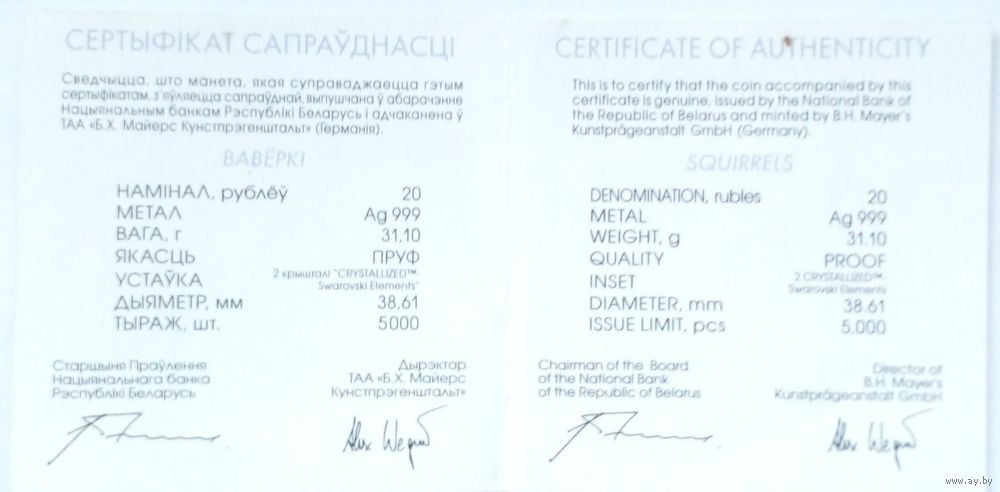 СЕРТЫФІКАТ САПРАЎДНАСЦІ
Сведчыцца, што манета, якая суправаджаецца гэтым
сертыфікатам, з'яўляецца сапраўднай, выпушчана ў абарачэнне
Нацыянальным банкам Рэспублікі Беларусь і адчаканена ў
ТАА «Б.Х. Майерс Кунстпрэгенштальт» (Германія).
ВАВЁРКІ
НАМІНАЛ, рублёў 20
МЕТАЛ Ag 999
ВАГА, г 31,10
ЯКАСЦЬ ПРУФ
УСТАЎКА 2 крышталі "CRYSTALLIZED™-
Swarovski Elements"
ДЫЯМЕТР, мм 38,61
ТЫРАЖ, шт. 5000
Старшыня Праўлення
Нацыянальнага банка
Рэспублікі Беларусь
Дырэктар
ТАА «Б.Х. Майерс
Кунстпрэгенштальт»
CERTIFICATE OF AUTHENTICITY
This is to certify that the coin accompanied by this
certificate is genuine, issued by the National Bank of
the Republic of Belarus and minted by B.H. Mayer's
Kunstprägeanstalt GmbH (Germany).
SQUIRRELS
DENOMINATION, rubles 20
METAL Ag 999
WEIGHT, g 31.10
QUALITY PROOF
INSET 2 CRYSTALLIZED™-
Swarovski Elements
DIAMETER, mm 38.61
ISSUE LIMIT, pcs 5,000
Chairman of the Board
of the National Bank
of the Republic of Belarus
Director of
B.H. Mayer's
Kunstprägeanstalt GmbH
www.ay.by